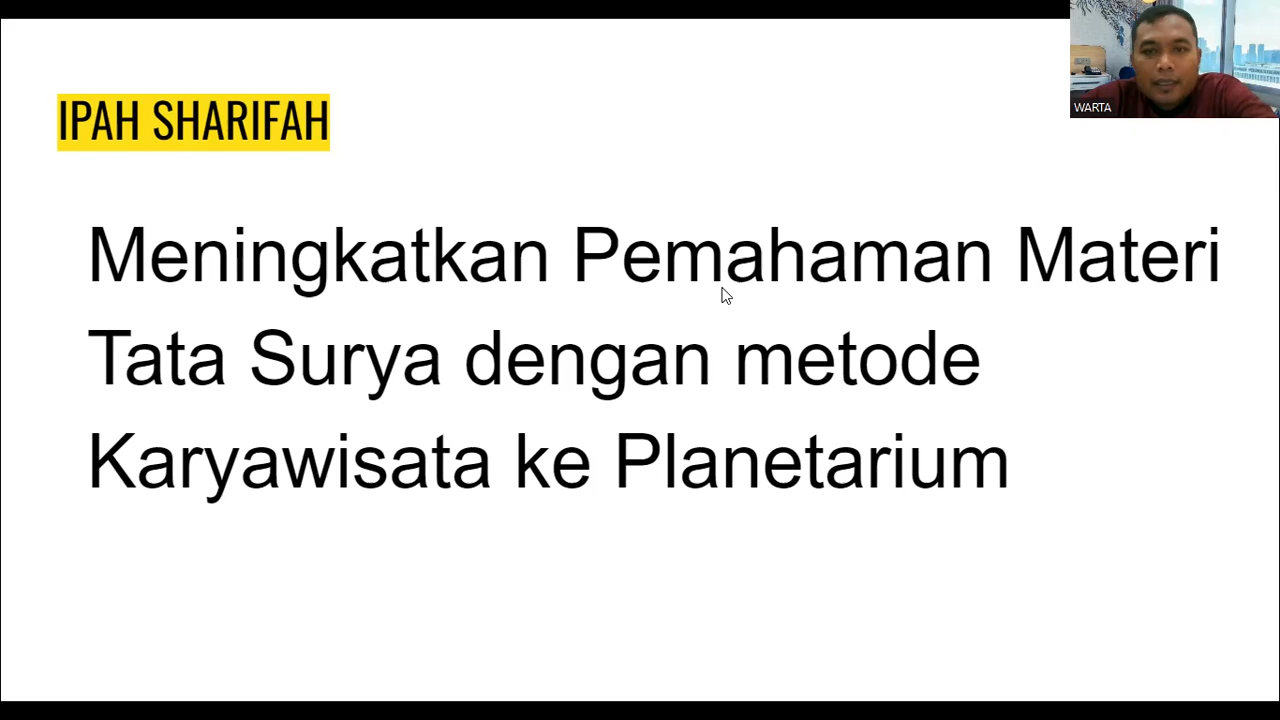 IPAH SHARIFAH
WARTA
Meningkatkan Pemahaman Materi
Tata Surya dengan metode
Karyawisata ke Planetarium